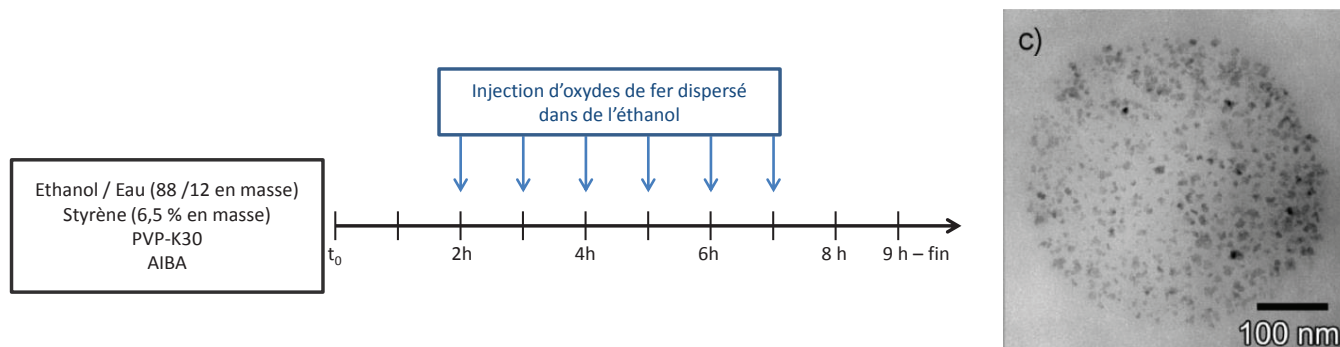 Injection d'oxydes de fer dispersé
dans de l'éthanol
Ethanol / Eau (88 /12 en masse)
Styrène (6,5 % en masse)
PVP-K30
AIBA
t0
2h
4h
6h
8 h
9 h – fin
c)
100 nm